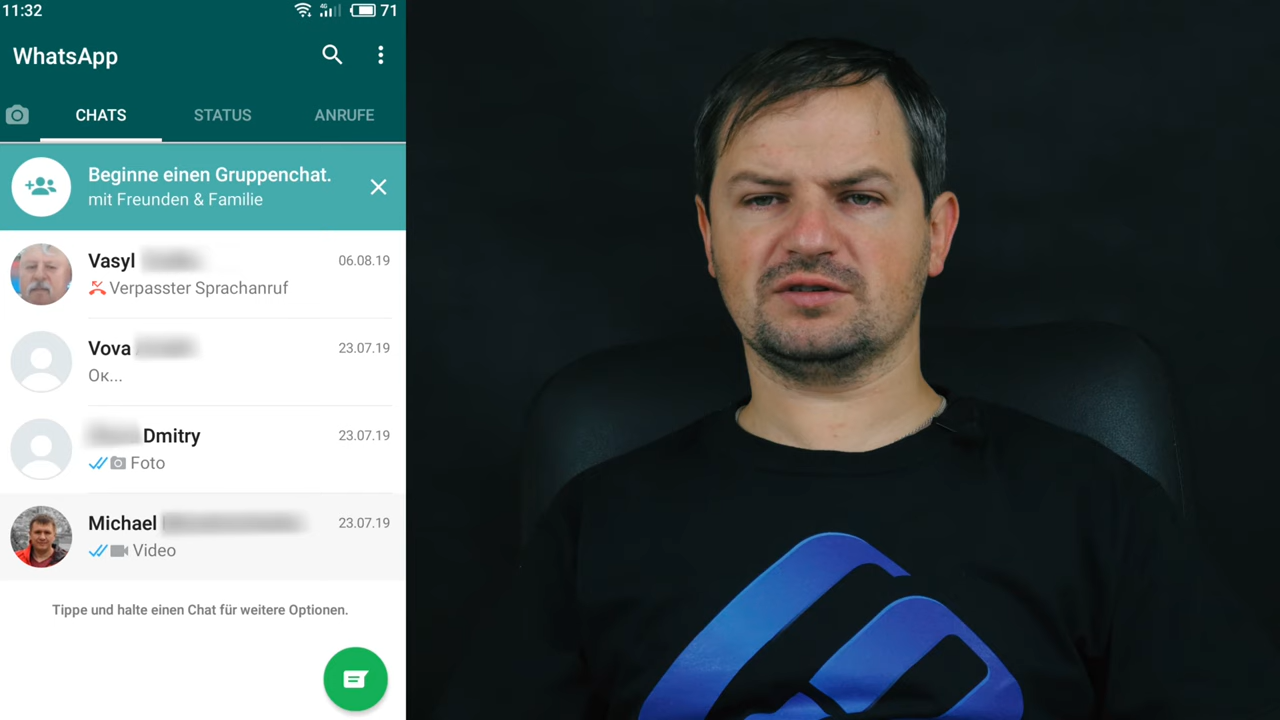 11:32
4G
71
WhatsApp
CHATS
STATUS
ANRUFE
Beginne einen Gruppenchat.
mit Freunden & Familie
Vasyl
06.08.19
Verpasster Sprachanruf
Vova
23.07.19
Ок...
Dmitry
23.07.19
Foto
Michael
23.07.19
Video
Tippe und halte einen Chat für weitere Optionen.